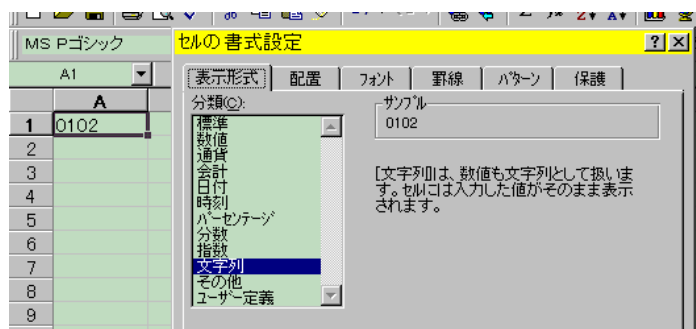 MS Pゴシック
セルの書式設定
A1
表示形式 配置 フォント 罫線 パターン 保護
A
分類(C):
サンプル
1 0102
0102
標準
数値
通貨
会計
日付
時刻
パーセンテージ
分数
指数
文字列
その他
ユーザー定義
[文字列]は、数値も文字列として扱いま
す。セルには入力した値がそのまま表示
されます。
2
3
4
5
6
7
8
9